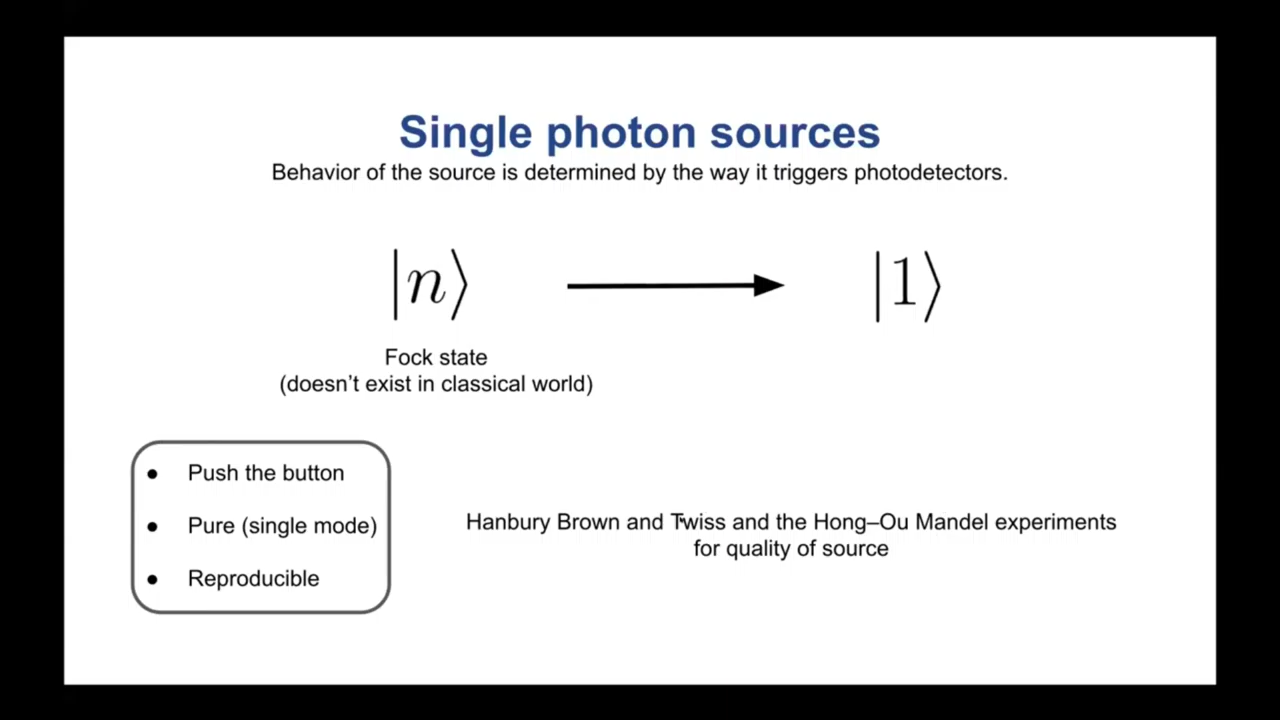 Single photon sources
Behavior of the source is determined by the way it triggers photodetectors.
|n⟩ |1⟩
Fock state
(doesn't exist in classical world)
● Push the button
● Pure (single mode)
● Reproducible
Hanbury Brown and Twiss and the Hong–Ou Mandel experiments
for quality of source